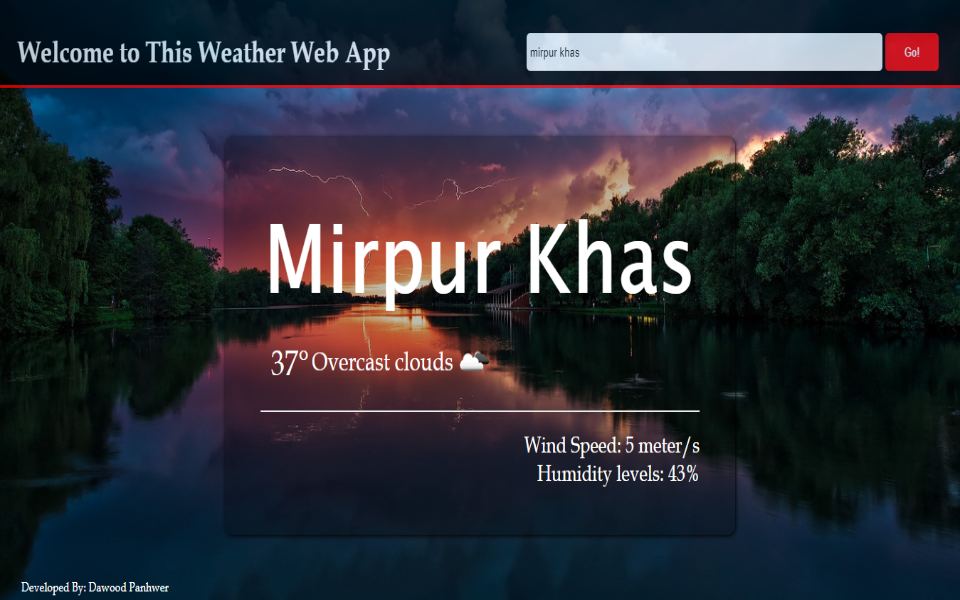 Welcome to This Weather Web App
mirpur khas
Go!
Mirpur Khas
37° Overcast clouds
Wind Speed: 5 meter/s
Humidity levels: 43%
Developed By: Dawood Panhwer